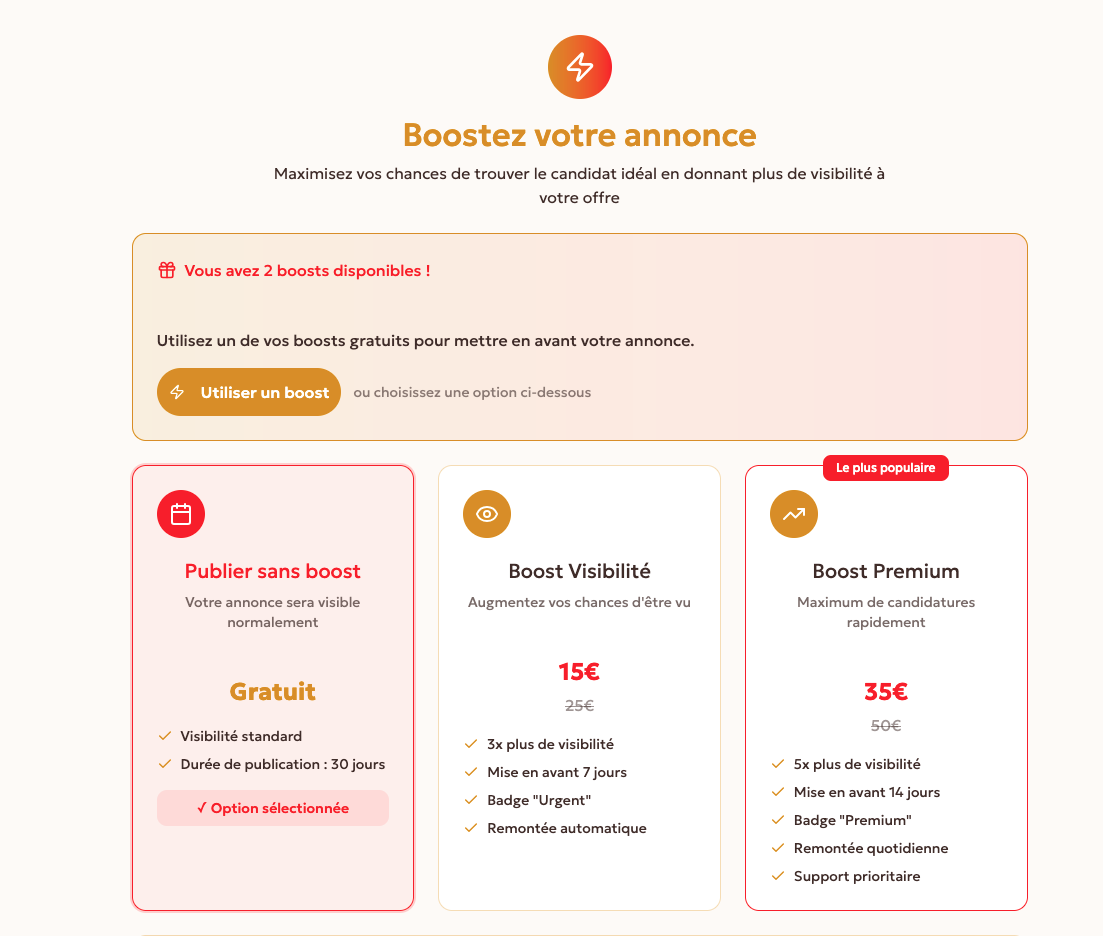 Boostez votre annonce
Maximisez vos chances de trouver le candidat idéal en donnant plus de visibilité à
votre offre
Vous avez 2 boosts disponibles !
Utilisez un de vos boosts gratuits pour mettre en avant votre annonce.
Utiliser un boost
ou choisissez une option ci-dessous
Publier sans boost
Votre annonce sera visible
normalement
Gratuit
Visibilité standard
Durée de publication : 30 jours
✓ Option sélectionnée
Boost Visibilité
Augmentez vos chances d'être vu
15€
25€
3x plus de visibilité
Mise en avant 7 jours
Badge "Urgent"
Remontée automatique
Le plus populaire
Boost Premium
Maximum de candidatures
rapidement
35€
50€
5x plus de visibilité
Mise en avant 14 jours
Badge "Premium"
Remontée quotidienne
Support prioritaire